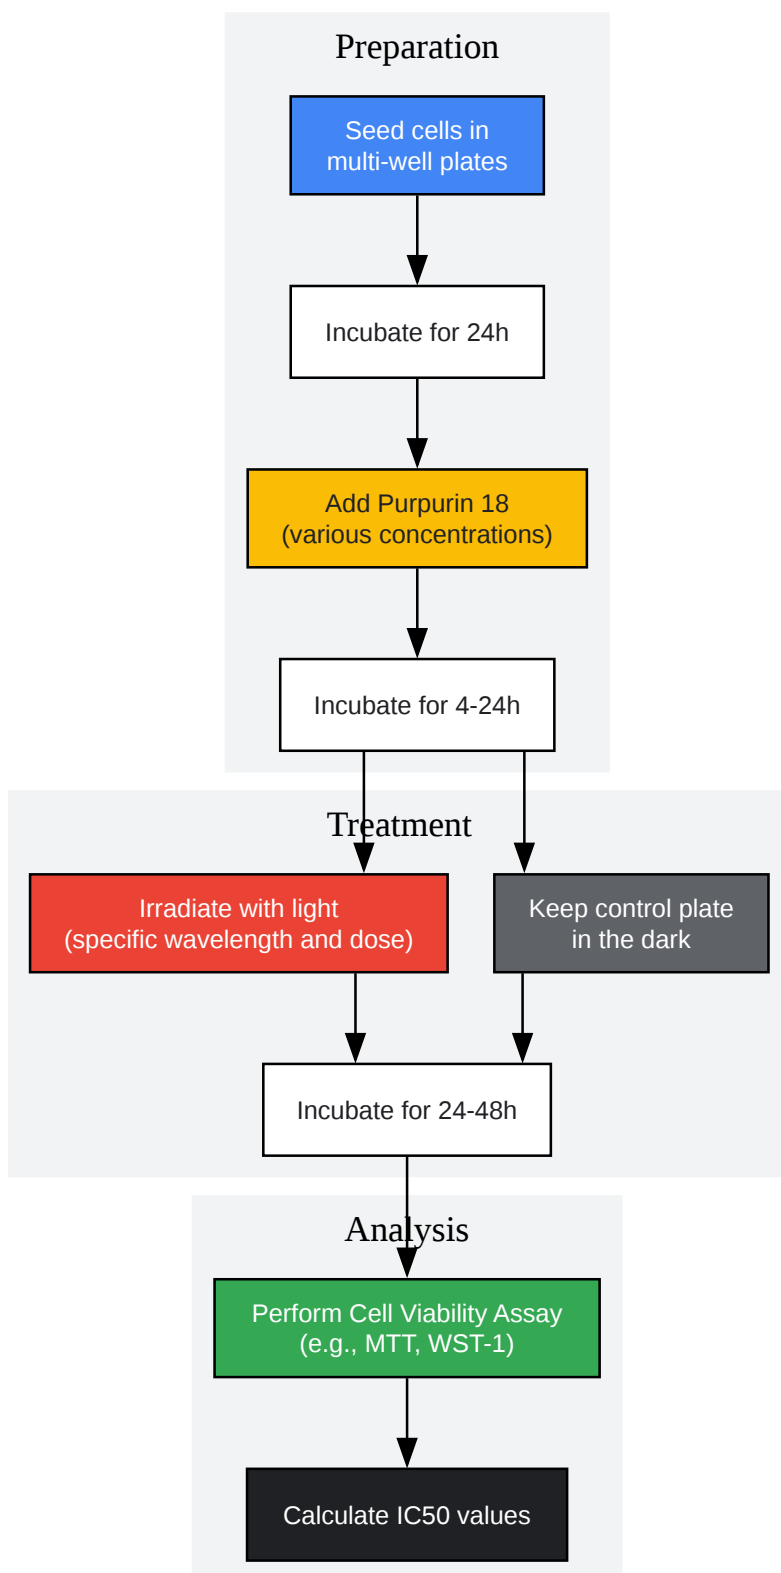 Preparation
Seed cells in
multi-well plates
Incubate for 24h
Add Purpurin 18
(various concentrations)
Incubate for 4-24h
Treatment
Irradiate with light
(specific wavelength and dose)
Keep control plate
in the dark
Incubate for 24-48h
Analysis
Perform Cell Viability Assay
(e.g., MTT, WST-1)
Calculate IC50 values